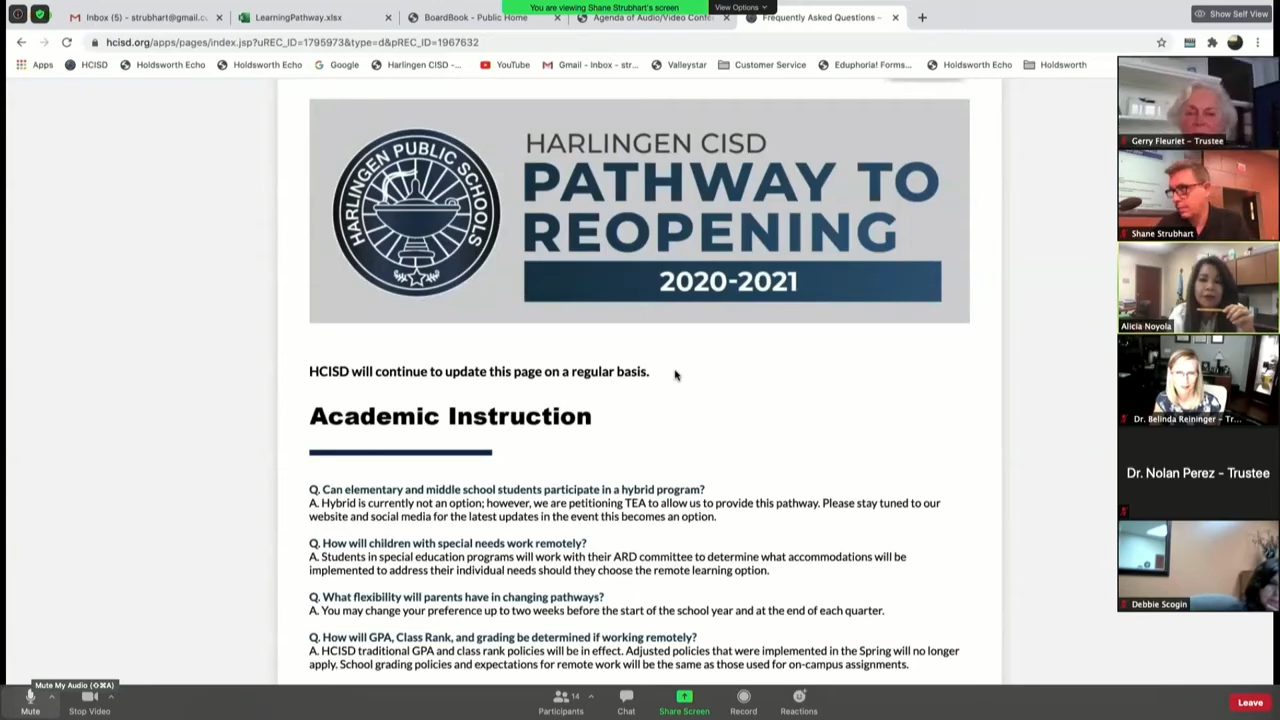 Inbox (5) - strubhart@gmail.c
LearningPathway.xlsx
BoardBook - Public Home
Agenda of Audio/Video Confe
Frequently Asked Questions –
You are viewing Shane Strubhart's screen
View Options
Show Self View
hcisd.org/apps/pages/index.jsp?uREC_ID=1795973&type=d&pREC_ID=1967632
Apps
HCISD
Holdsworth Echo
Holdsworth Echo
Google
Harlingen CISD -...
YouTube
Gmail - Inbox - str...
Valleystar
Customer Service
Eduphoria! Forms...
Holdsworth Echo
Holdsworth
HARLINGEN PUBLIC SCHOOLS
HARLINGEN CISD
PATHWAY TO
REOPENING
2020-2021
HCISD will continue to update this page on a regular basis.
Academic Instruction
Q. Can elementary and middle school students participate in a hybrid program?
A. Hybrid is currently not an option; however, we are petitioning TEA to allow us to provide this pathway. Please stay tuned to our
website and social media for the latest updates in the event this becomes an option.
Q. How will children with special needs work remotely?
A. Students in special education programs will work with their ARD committee to determine what accommodations will be
implemented to address their individual needs should they choose the remote learning option.
Q. What flexibility will parents have in changing pathways?
A. You may change your preference up to two weeks before the start of the school year and at the end of each quarter.
Q. How will GPA, Class Rank, and grading be determined if working remotely?
A. HCISD traditional GPA and class rank policies will be in effect. Adjusted policies that were implemented in the Spring will no longer
apply. School grading policies and expectations for remote work will be the same as those used for on-campus assignments.
Gerry Fleuriet – Trustee
Shane Strubhart
Alicia Noyola
Dr. Belinda Reininger – Tr...
Dr. Nolan Perez - Trustee
Debbie Scogin
Mute My Audio (⇧⌘A)
Mute
Stop Video
14
Participants
Chat
Share Screen
Record
Reactions
Leave